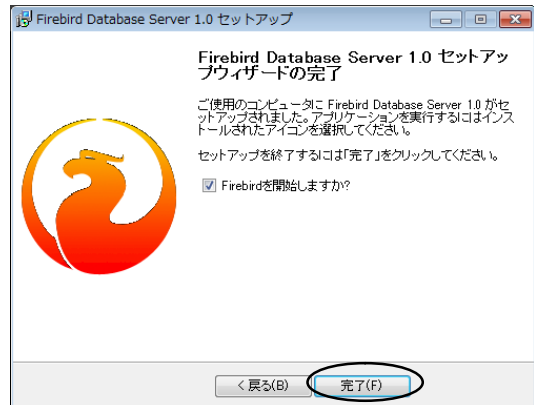 Firebird Database Server 1.0 セットアップ
Firebird Database Server 1.0 セットアッ
プウィザードの完了
ご使用のコンピュータに Firebird Database Server 1.0 がセ
ットアップされました。アプリケーションを実行するにはインス
トールされたアイコンを選択してください。
セットアップを終了するには「完了」をクリックしてください。
Firebirdを開始しますか?
< 戻る(B)
完了(F)